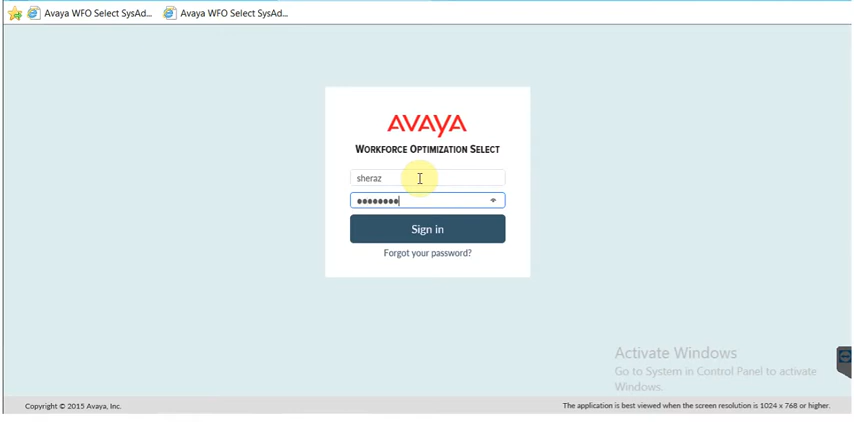 Avaya WFO Select SysAd... Avaya WFO Select SysAd...
AVAYA
WORKFORCE OPTIMIZATION SELECT
sheraz
Sign in
Forgot your password?
Activate Windows
Go to System in Control Panel to activate
Windows.
Copyright © 2015 Avaya, Inc. The application is best viewed when the screen resolution is 1024 x 768 or higher.